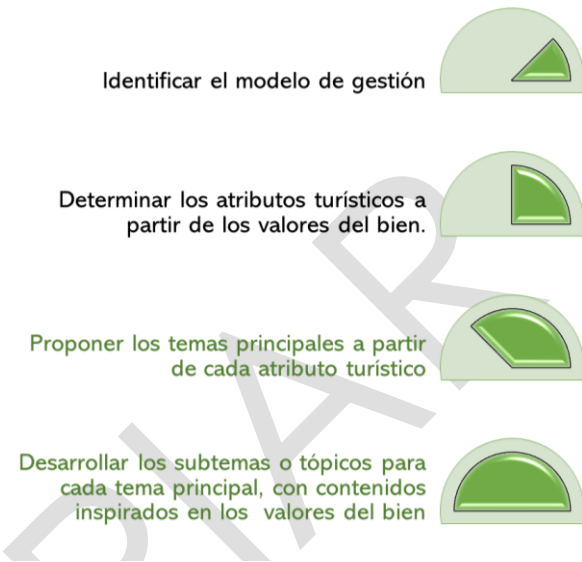 Identificar el modelo de gestión
Determinar los atributos turísticos a
partir de los valores del bien.
Proponer los temas principales a partir
de cada atributo turístico
Desarrollar los subtemas o tópicos para
cada tema principal, con contenidos
inspirados en los valores del bien
PIAR